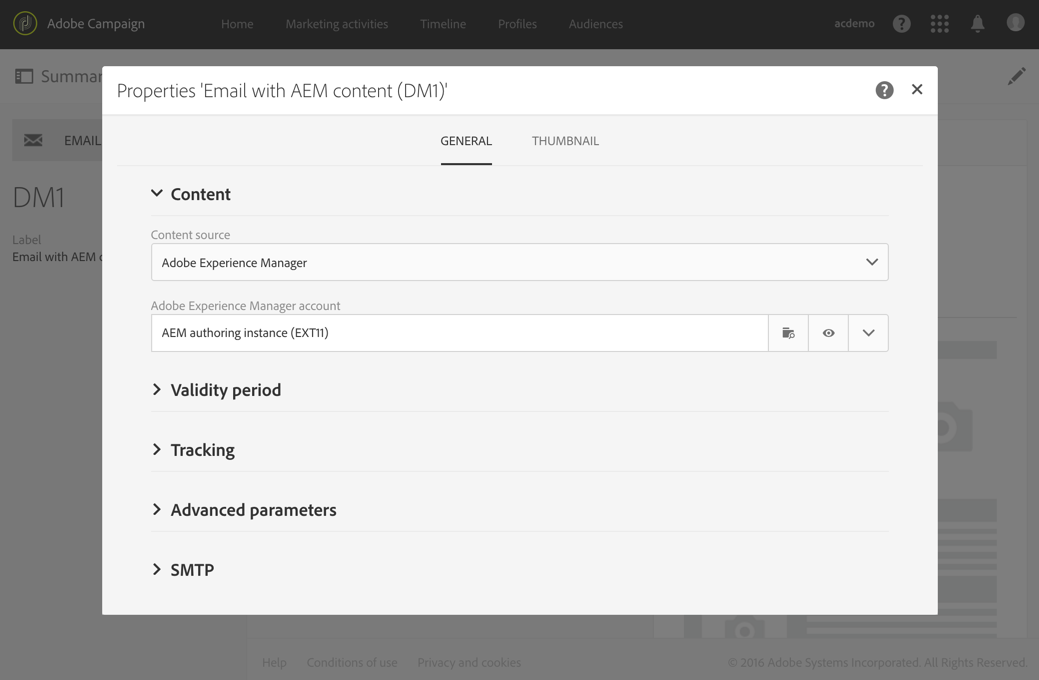 Adobe Campaign
Home
Marketing activities
Timeline
Profiles
Audiences
acdemo
Summar
Properties 'Email with AEM content (DM1)'
EMAIL
GENERAL
THUMBNAIL
DM1
Label
Email with AEM c
Content
Content source
Adobe Experience Manager
Adobe Experience Manager account
AEM authoring instance (EXT11)
Validity period
Tracking
Advanced parameters
SMTP
Help
Conditions of use
Privacy and cookies
© 2016 Adobe Systems Incorporated. All Rights Reserved.